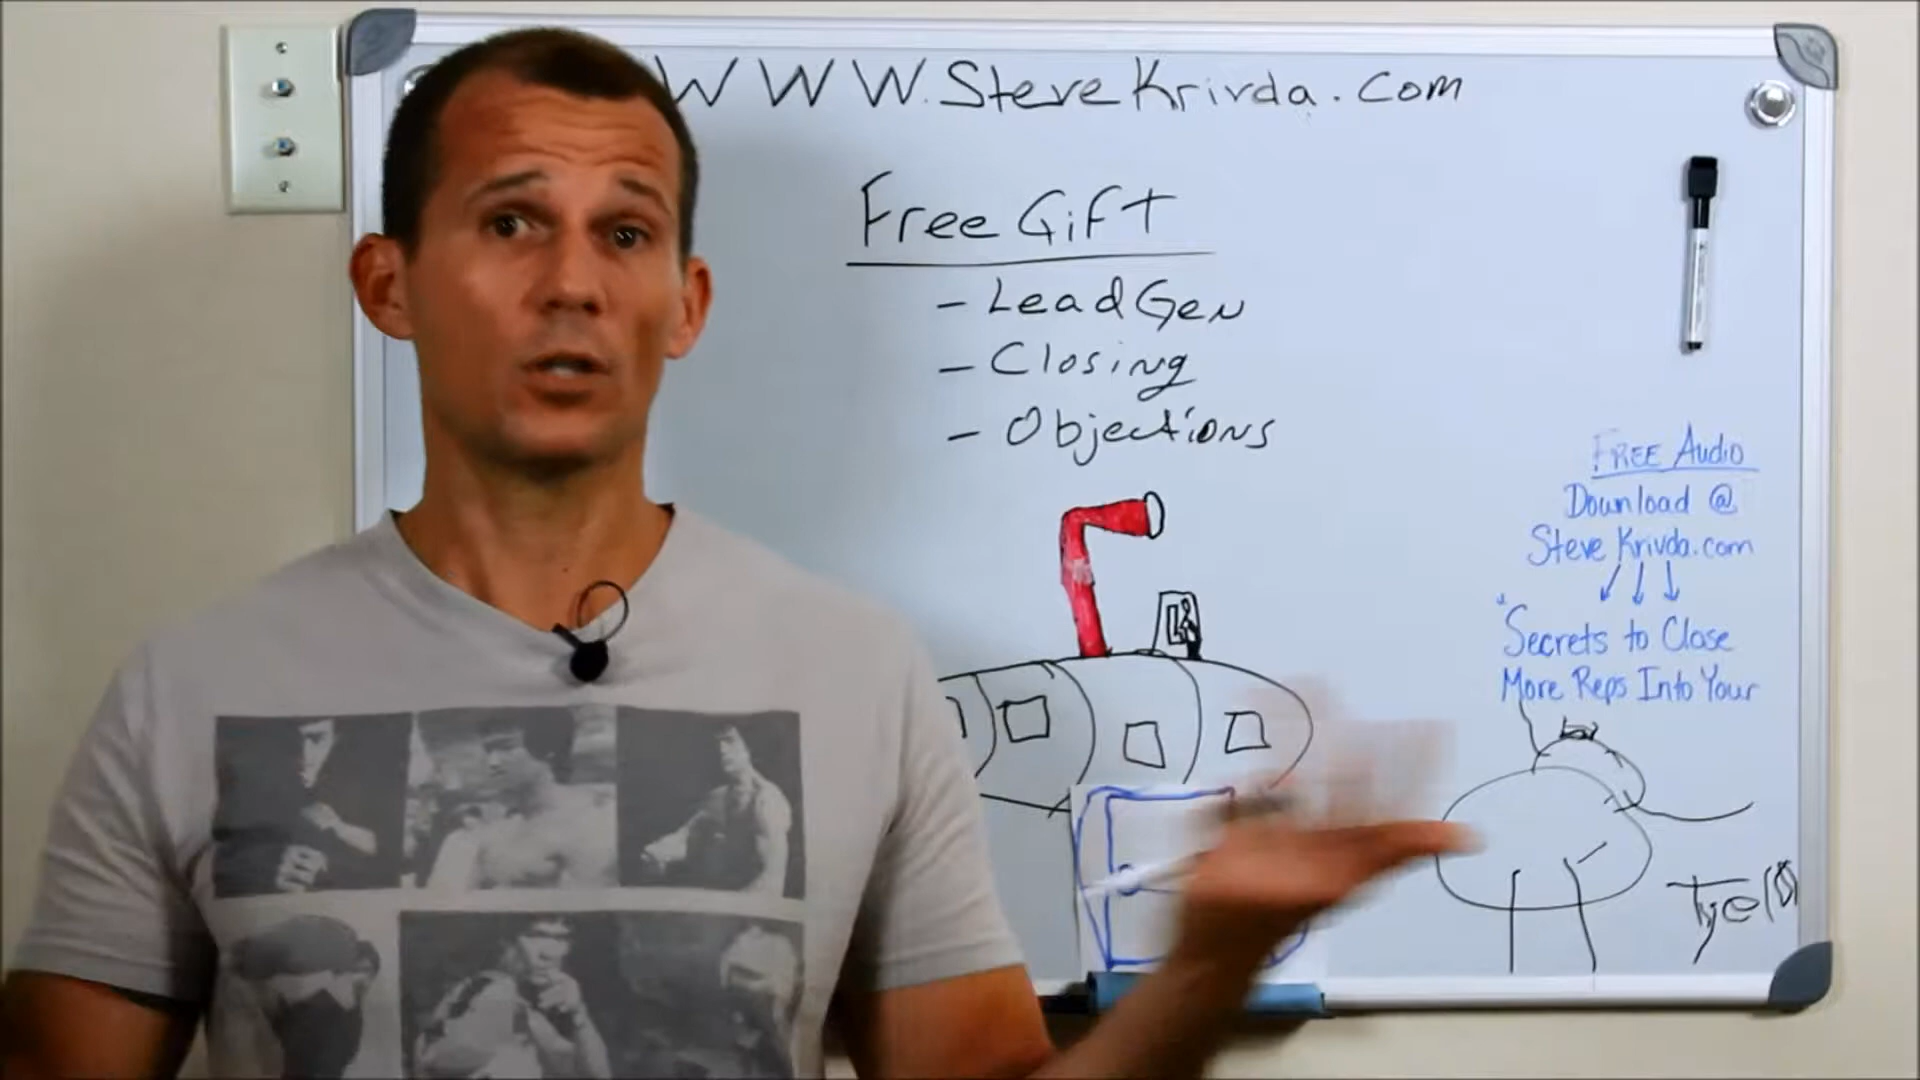 WWW.SteveKrivda.com
Free Gift
- Lead Gen
- Closing
- Objections
FREE Audio
Download @
Steve Krivda.com
"Secrets to Close
More Reps Into Your